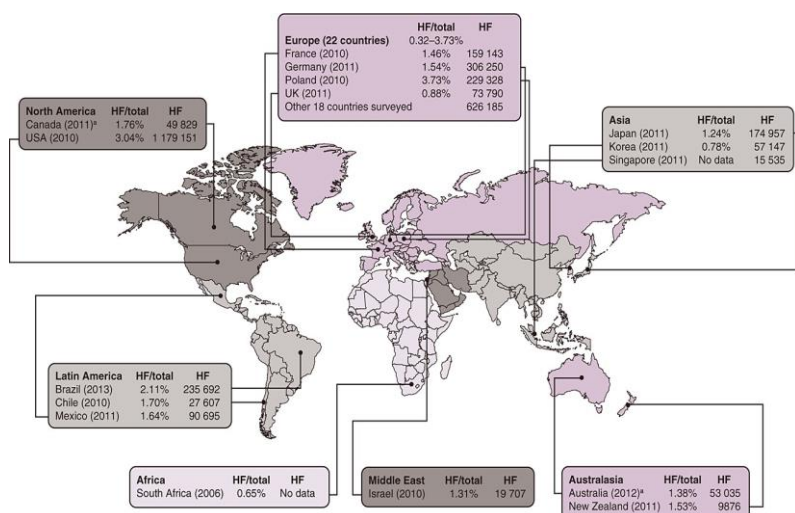 HF/total HF
Europe (22 countries) 0.32–3.73%
France (2010) 1.46% 159 143
Germany (2011) 1.54% 306 250
Poland (2010) 3.73% 229 328
UK (2011) 0.88% 73 790
Other 18 countries surveyed 626 185
North America HF/total HF
Canada (2011)ᵃ 1.76% 49 829
USA (2010) 3.04% 1 179 151
Asia HF/total HF
Japan (2011) 1.24% 174 957
Korea (2011) 0.78% 57 147
Singapore (2011) No data 15 535
Latin America HF/total HF
Brazil (2013) 2.11% 235 692
Chile (2010) 1.70% 27 607
Mexico (2011) 1.64% 90 695
Africa HF/total HF
South Africa (2006) 0.65% No data
Middle East HF/total HF
Israel (2010) 1.31% 19 707
Australasia HF/total HF
Australia (2012)ᵃ 1.38% 53 035
New Zealand (2011) 1.53% 9876